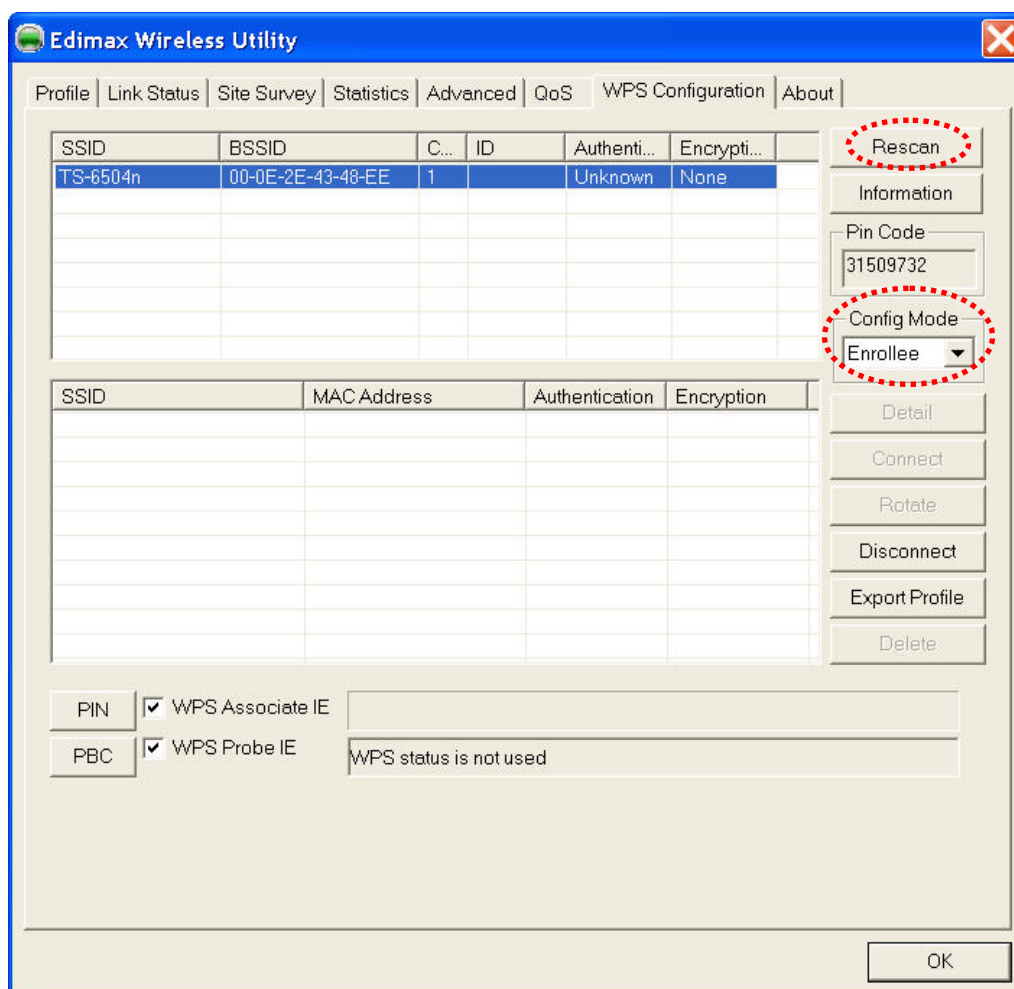 Edimax Wireless Utility
Profile Link Status Site Survey Statistics Advanced QoS WPS Configuration About
SSID BSSID C... ID Authenti... Encrypti...
TS-6504n 00-0E-2E-43-48-EE 1 Unknown None
Rescan
Information
Pin Code
31509732
Config Mode
Enrollee
SSID MAC Address Authentication Encryption
Detail
Connect
Rotate
Disconnect
Export Profile
Delete
PIN WPS Associate IE
PBC WPS Probe IE WPS status is not used
OK